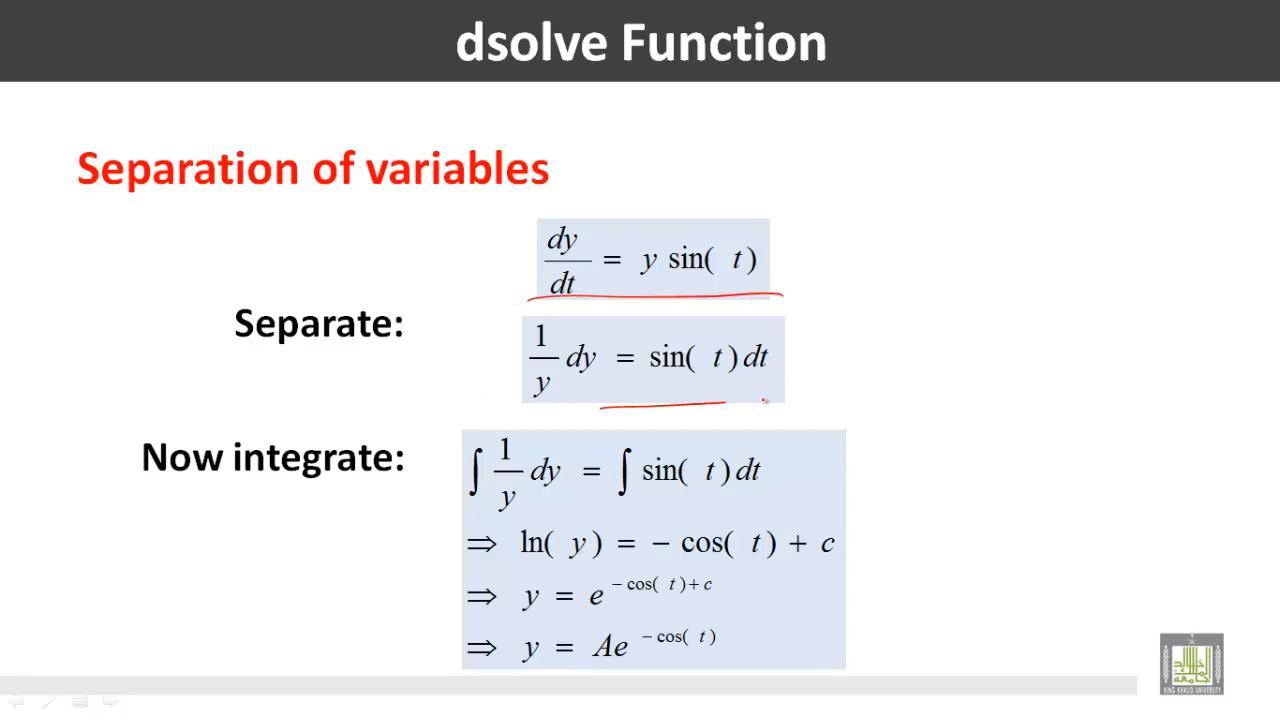 dsolve Function
Separation of variables
dy/dt = y sin( t )
Separate:
1/y dy = sin( t ) dt
Now integrate:
∫ 1/y dy = ∫ sin( t ) dt
⇒ ln( y ) = − cos( t ) + c
⇒ y = e^(− cos( t ) + c)
⇒ y = Ae^(− cos( t ))
KING KHALID UNIVERSITY